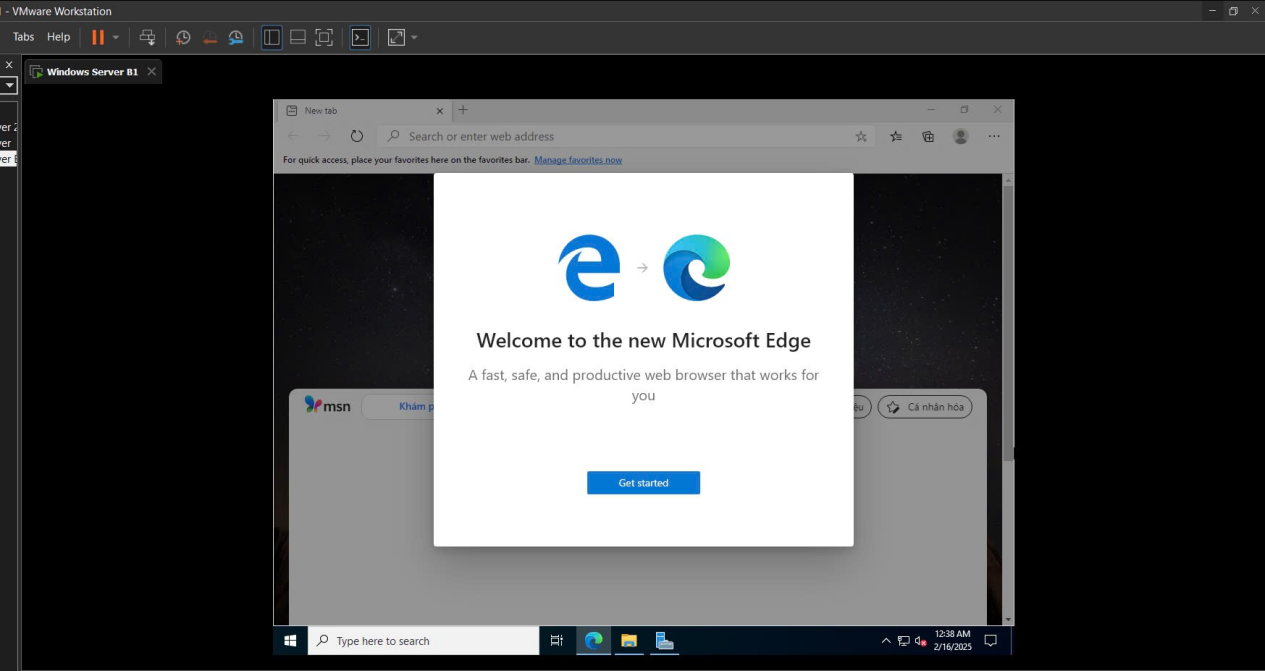 - VMware Workstation
Tabs Help
Windows Server B1
New tab
Search or enter web address
For quick access, place your favorites here on the favorites bar. Manage favorites now
Welcome to the new Microsoft Edge
A fast, safe, and productive web browser that works for
you
msn
Khám p
Cá nhân hóa
Get started
Type here to search
12:38 AM
2/16/2025